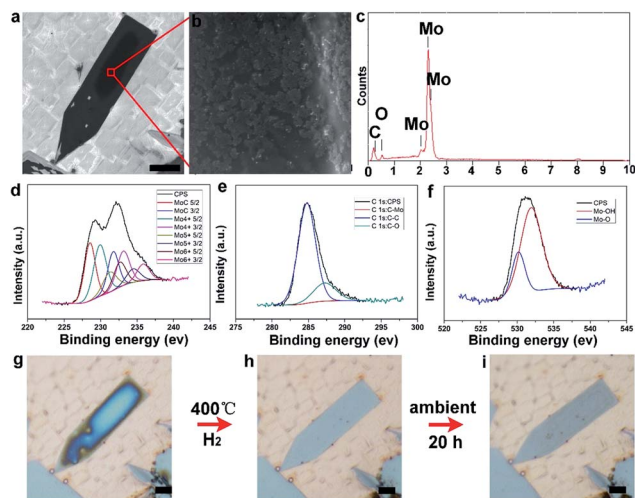 a
b
c
Counts
C
O
Mo
Mo
Mo
0 1 2 3 4 5 6 7 8 9 10
d
Intensity (a.u.)
CPS
MoC 5/2
MoC 3/2
Mo4+ 5/2
Mo4+ 3/2
Mo5+ 5/2
Mo5+ 3/2
Mo6+ 5/2
Mo6+ 3/2
220 225 230 235 240 245
Binding energy (ev)
e
Intensity (a.u.)
C 1s:CPS
C 1s:C-Mo
C 1s:C-C
C 1s:C-O
275 280 285 290 295 300
Binding energy (ev)
f
Intensity (a.u.)
CPS
Mo-OH
Mo-O
520 525 530 535 540 545
Binding energy (ev)
g
400℃
H2
h
ambient
20 h
i